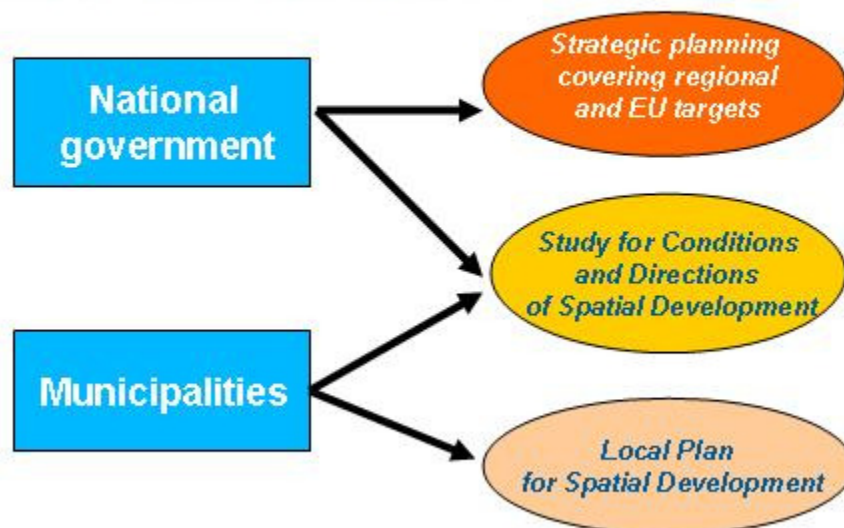 National
government
Strategic planning
covering regional
and EU targets
Study for Conditions
and Directions
of Spatial Development
Municipalities
Local Plan
for Spatial Development